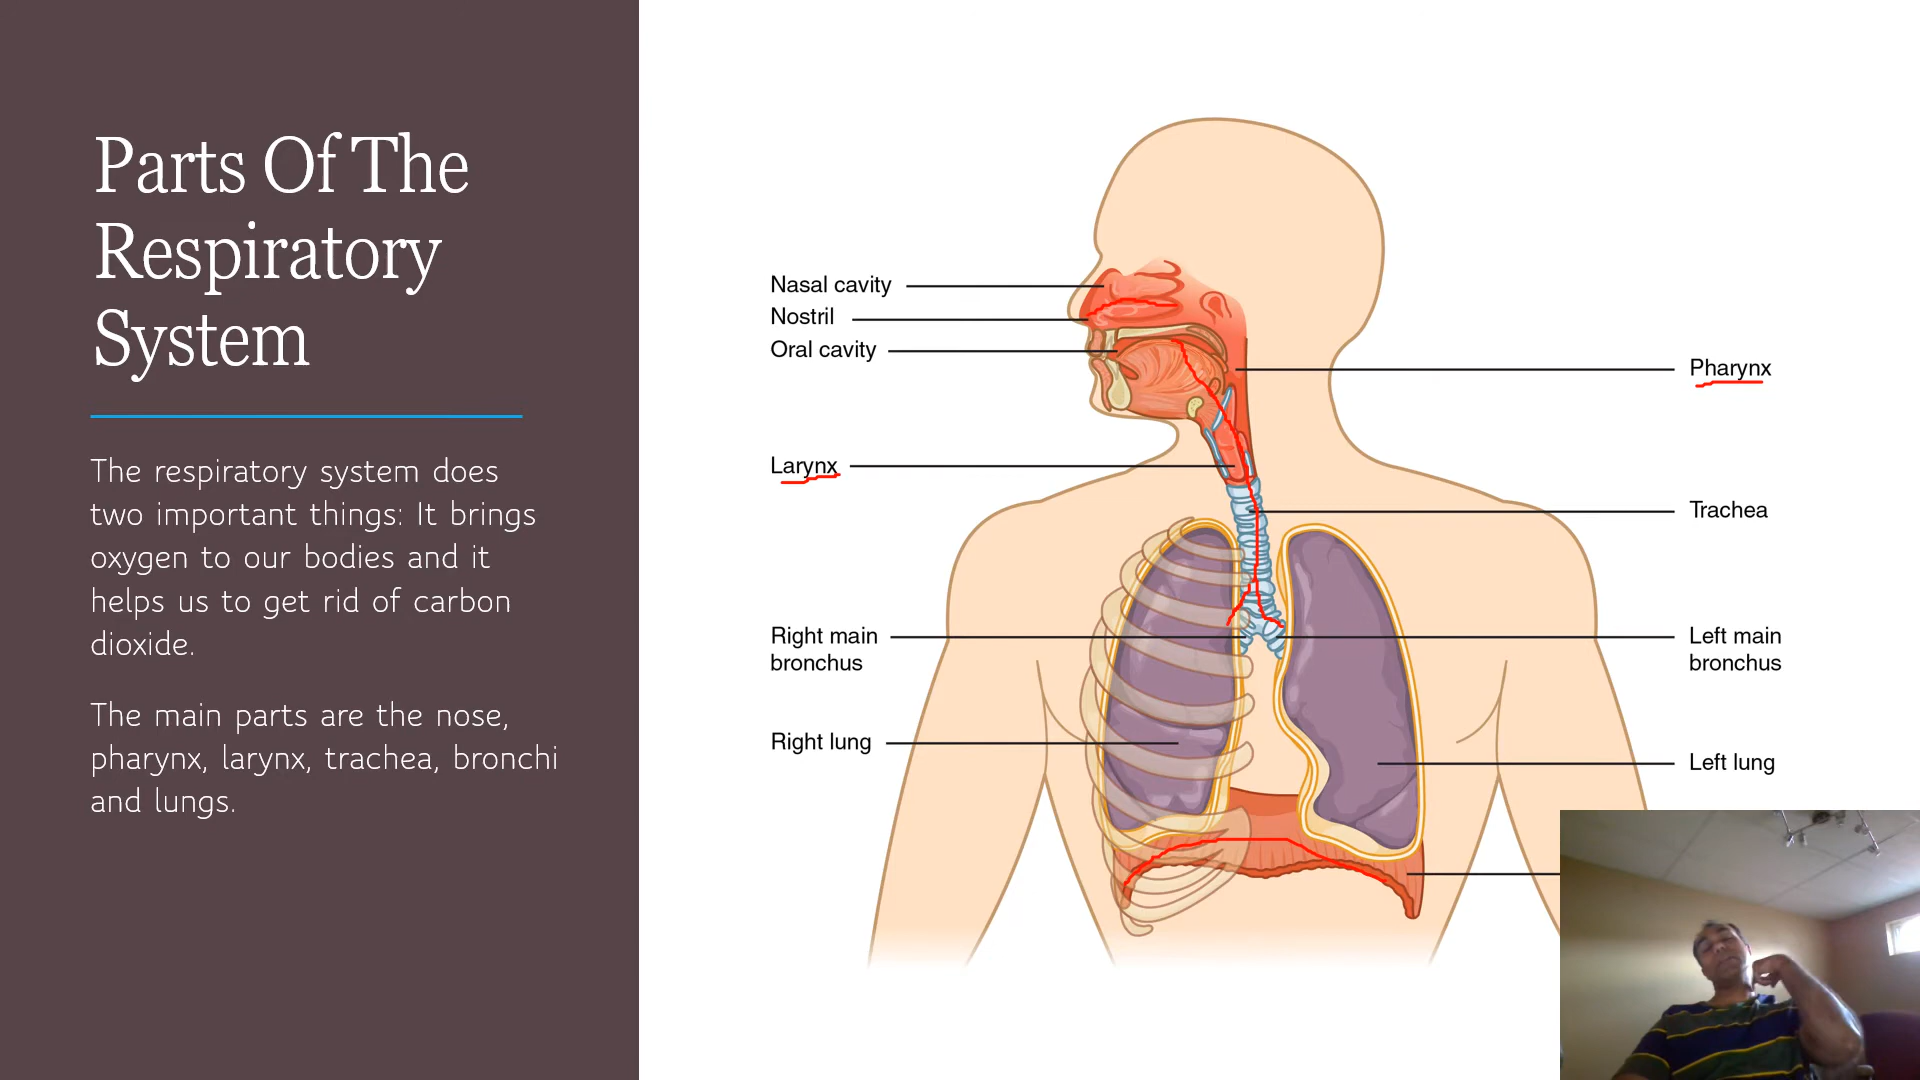 Parts Of The
Respiratory
System
The respiratory system does
two important things: It brings
oxygen to our bodies and it
helps us to get rid of carbon
dioxide.
The main parts are the nose,
pharynx, larynx, trachea, bronchi
and lungs.
Nasal cavity
Nostril
Oral cavity
Pharynx
Larynx
Trachea
Right main
bronchus
Left main
bronchus
Right lung
Left lung